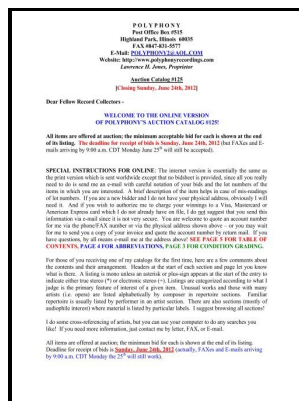 P O L Y P H O N Y
Post Office Box #515
Highland Park, Illinois 60035
FAX #847-831-5577
E-Mail: POLYPHONY2@AOL.COM
Website: http://www.polyphonyrecordings.com
Lawrence H. Jones, Proprietor
Auction Catalog #125
[Closing Sunday, June 24th, 2012]
Dear Fellow Record Collectors -
WELCOME TO THE ONLINE VERSION
OF POLYPHONY'S AUCTION CATALOG #125!
All items are offered at auction; the minimum acceptable bid for each is shown at the end
of its listing. The deadline for receipt of bids is Sunday, June 24th, 2012 (but FAXes and E-
mails arriving by 9:00 a.m. CDT Monday June 25th will still be accepted).
SPECIAL INSTRUCTIONS FOR ONLINE: The internet version is essentially the same as
the print version which is sent worldwide except that no bidsheet is provided, since all you really
need to do is send me an e-mail with careful notation of your bids and the lot numbers of the
items in which you are interested. A brief description of the item helps in case of mis-readings
of lot numbers. If you are a new bidder and I do not have your physical address, obviously I will
need it. And if you wish to authorize me to charge your winnings to a Visa, Mastercard or
American Express card which I do not already have on file, I do not suggest that you send this
information via e-mail since it is not very secure. You are welcome to quote an account number
for me via the phone/FAX number or via the physical address shown above - or you may wait
for me to send you a copy of your invoice and quote the account number by return mail. If you
have questions, by all means e-mail me at the address above! SEE PAGE 5 FOR TABLE OF
CONTENTS, PAGE 4 FOR ABBREVIATIONS, PAGE 3 FOR CONDITION GRADING.
For those of you receiving one of my catalogs for the first time, here are a few comments about
the contents and their arrangement. Headers at the start of each section and page let you know
what is there. A listing in mono unless an asterisk or plus-sign appears at the start of the entry to
indicate either true stereo (*) or electronic stereo (+). Listings are categorized according to what I
judge is the primary feature of interest of a given item. Unusual works and those with many
artists (i.e. opera) are listed alphabetically by composer in repertoire sections. Familiar
repertoire is usually listed by performer in an artist section. There are also sections (mostly of
audiophile interest) where material is listed by particular labels. I suggest browsing all sections!
I do some cross-referencing of artists, but you can use your computer to do any searches you
like! If you need more information, just contact me by letter, FAX, or E-mail.
All items are offered at auction; the minimum bid for each is shown at the end of its listing.
Deadline for receipt of bids is Sunday, June 24th, 2012 (actually, FAXes and E-mails arriving
by 9:00 a.m. CDT Monday the 25th will still work).